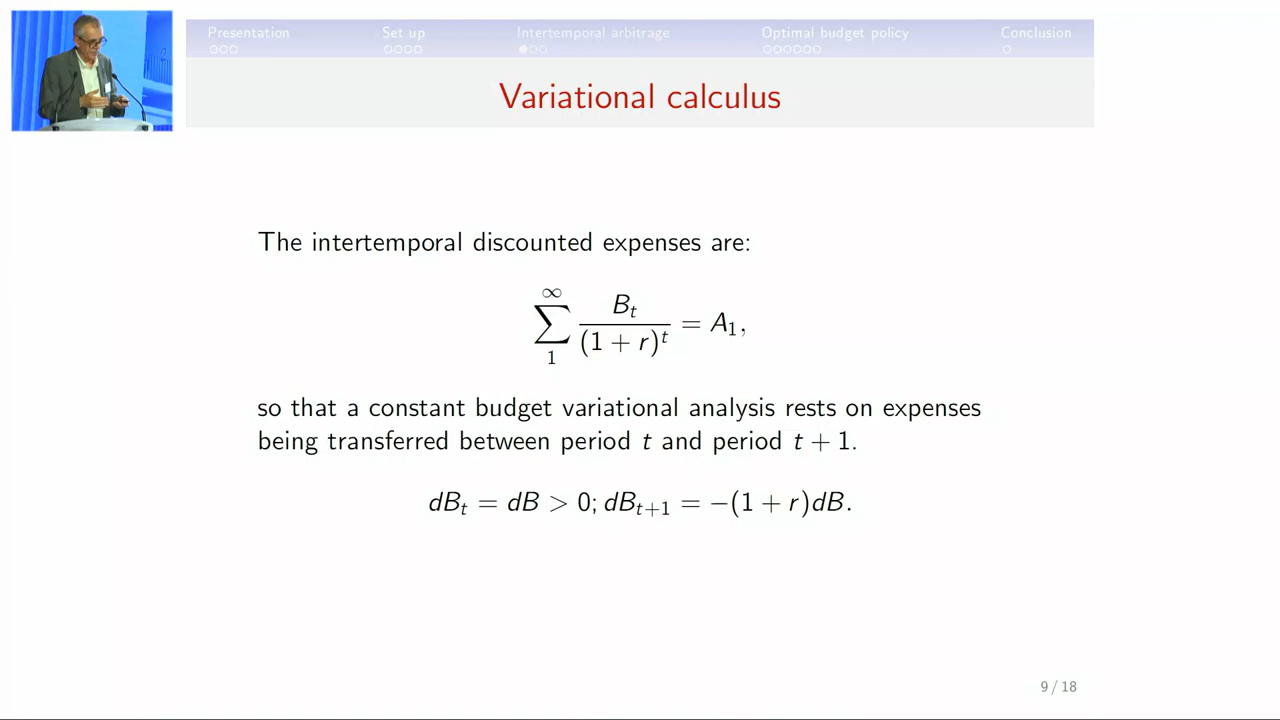 Presentation Set up Intertemporal arbitrage Optimal budget policy Conclusion
Variational calculus
The intertemporal discounted expenses are:
∑_{1}^{∞} B_t / (1 + r)^t = A_1,
so that a constant budget variational analysis rests on expenses
being transferred between period t and period t + 1.
dB_t = dB > 0; dB_{t+1} = −(1 + r)dB.
9 / 18